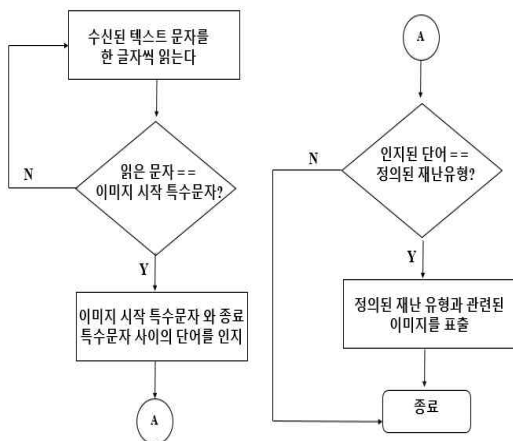 수신된 텍스트 문자를
한 글자씩 읽는다
읽은 문자 ==
이미지 시작 특수문자?
N
Y
이미지 시작 특수문자 와 종료
특수문자 사이의 단어를 인지
A
A
인지된 단어 ==
정의된 재난유형?
N
Y
정의된 재난 유형과 관련된
이미지를 표출
종료